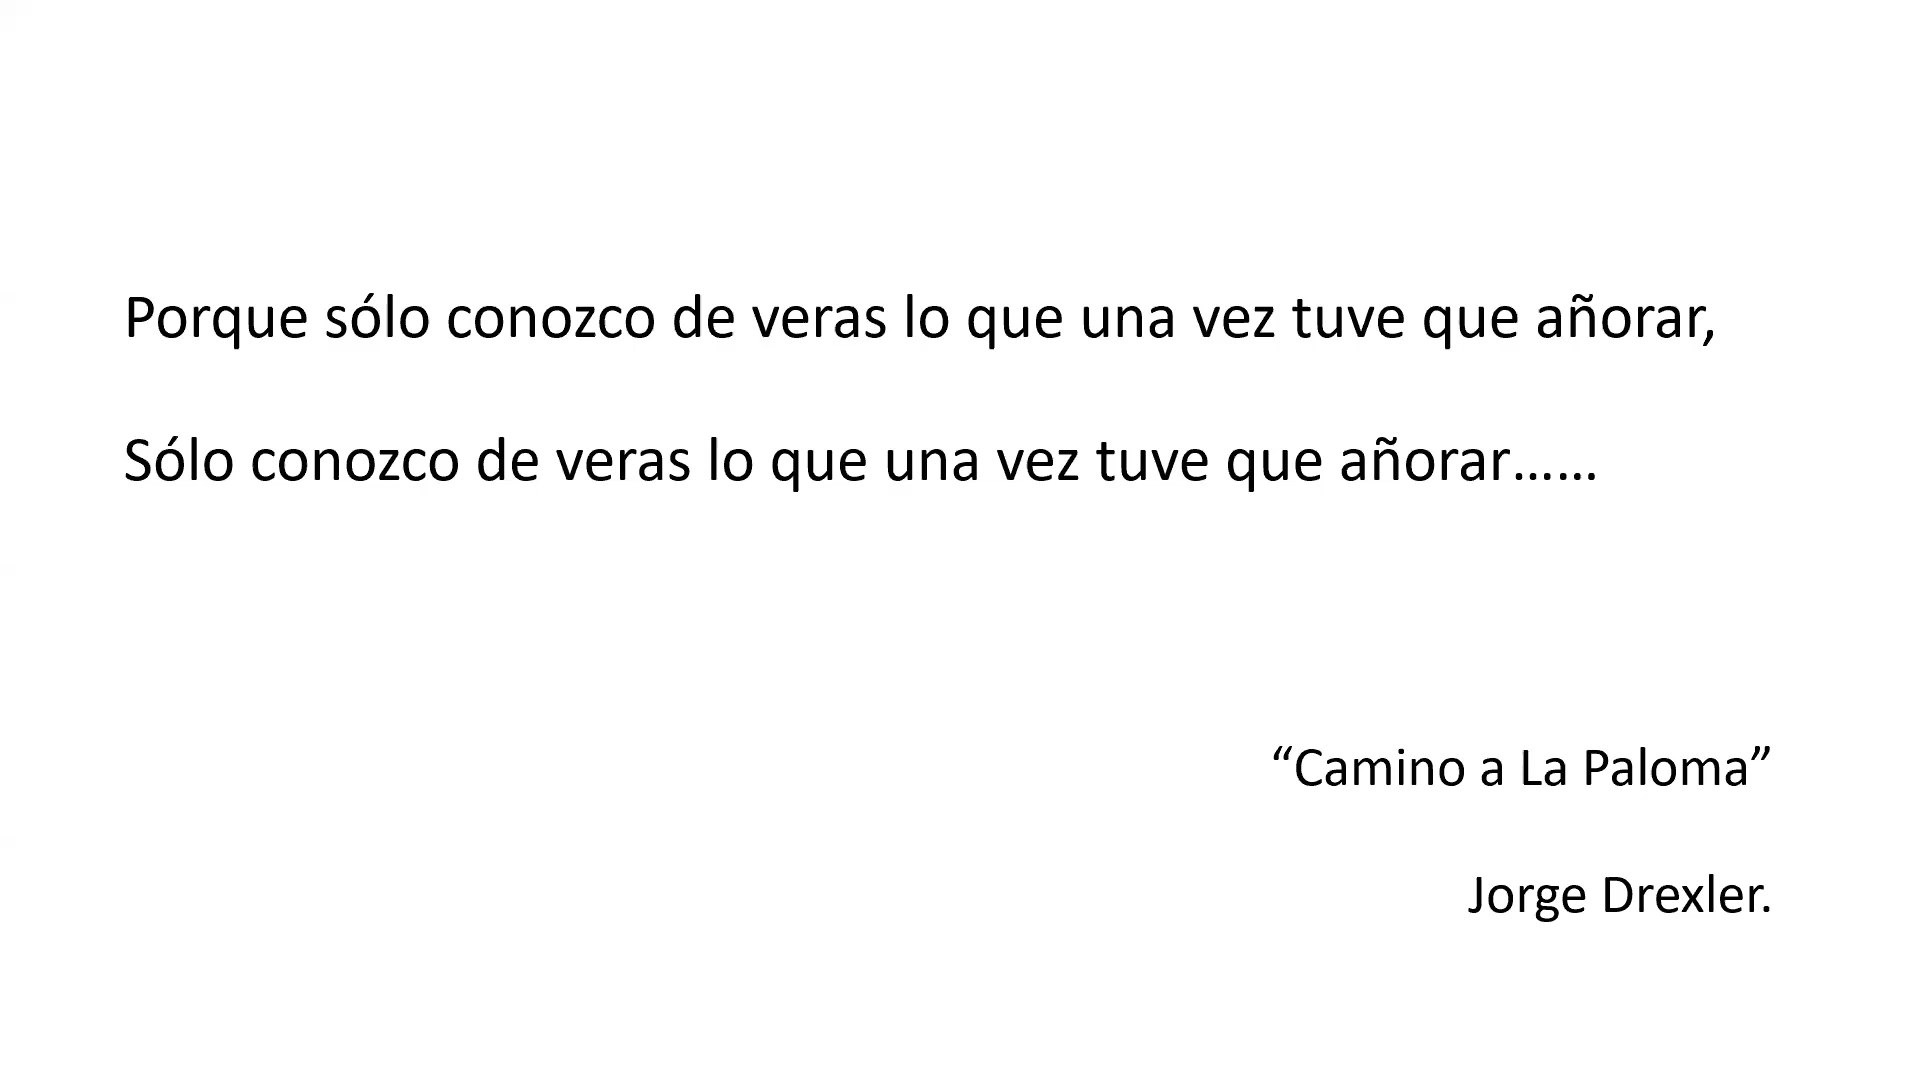 Porque sólo conozco de veras lo que una vez tuve que añorar,
Sólo conozco de veras lo que una vez tuve que añorar……
“Camino a La Paloma”
Jorge Drexler.